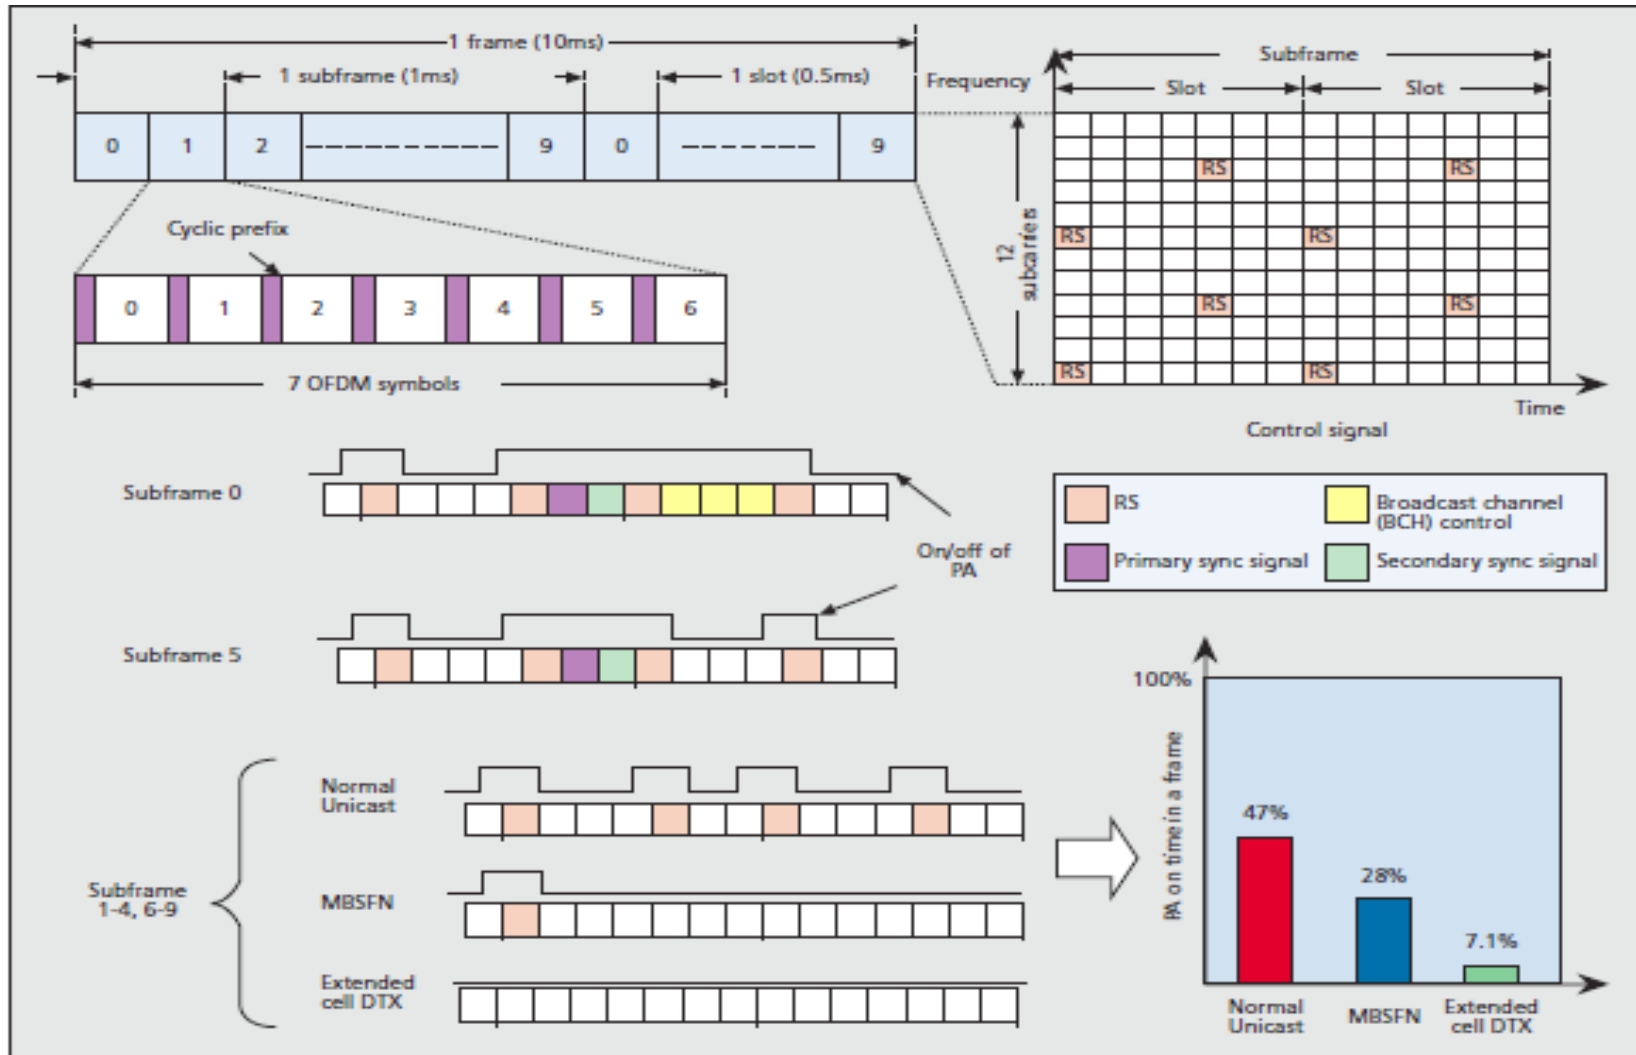 1 frame (10ms)
1 subframe (1ms)
1 slot (0.5ms)
0 1 2 9 0 9
Cyclic prefix
0 1 2 3 4 5 6
7 OFDM symbols
Frequency
Subframe
Slot Slot
12
subcarriers
RS RS
RS RS
RS RS
RS RS
Time
Control signal
Subframe 0
On/off of
PA
Subframe 5
RS
Broadcast channel
(BCH) control
Primary sync signal
Secondary sync signal
Subframe
1-4, 6-9
Normal
Unicast
MBSFN
Extended
cell DTX
100%
PA on time in a frame
47%
28%
7.1%
Normal
Unicast
MBSFN
Extended
cell DTX